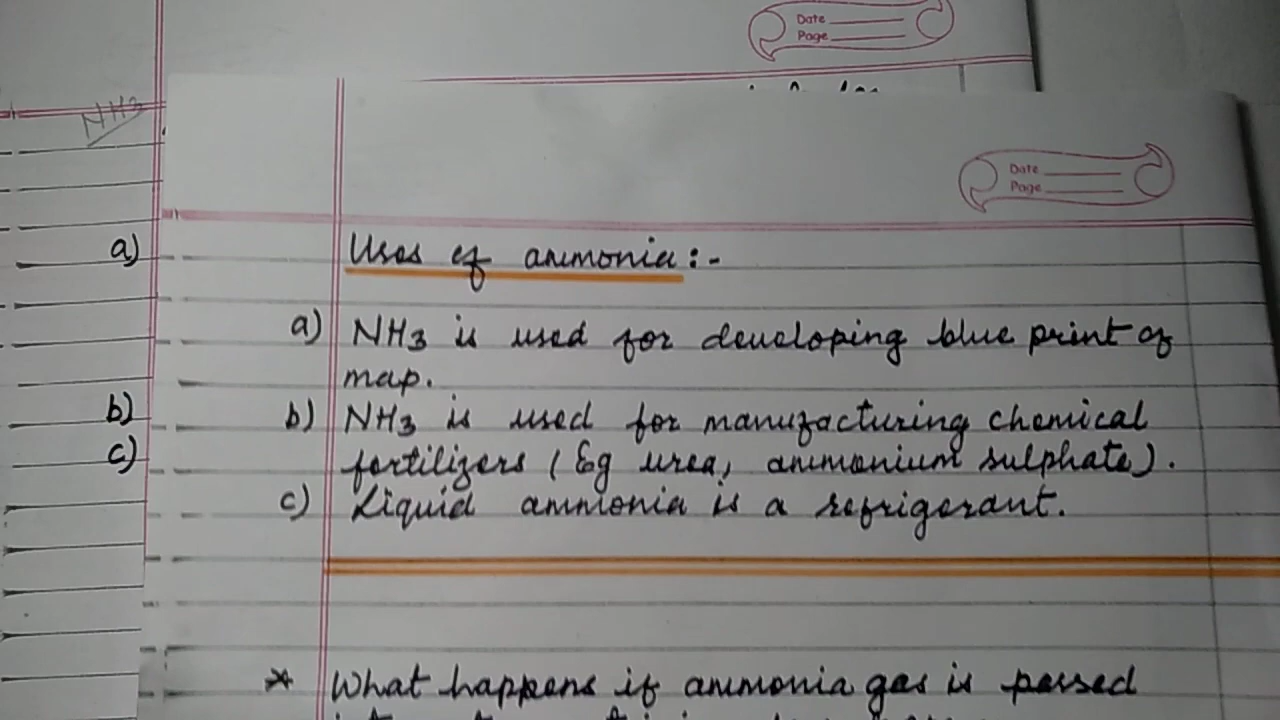 Date
Page
NH3
Date
Page
a)
Uses of ammonia :-
a) NH3 is used for developing blue print of
map.
b)
b) NH3 is used for manufacturing chemical
c)
fertilizers (Eg urea, ammonium sulphate).
c) Liquid ammonia is a refrigerant.
* What happens if ammonia gas is passed